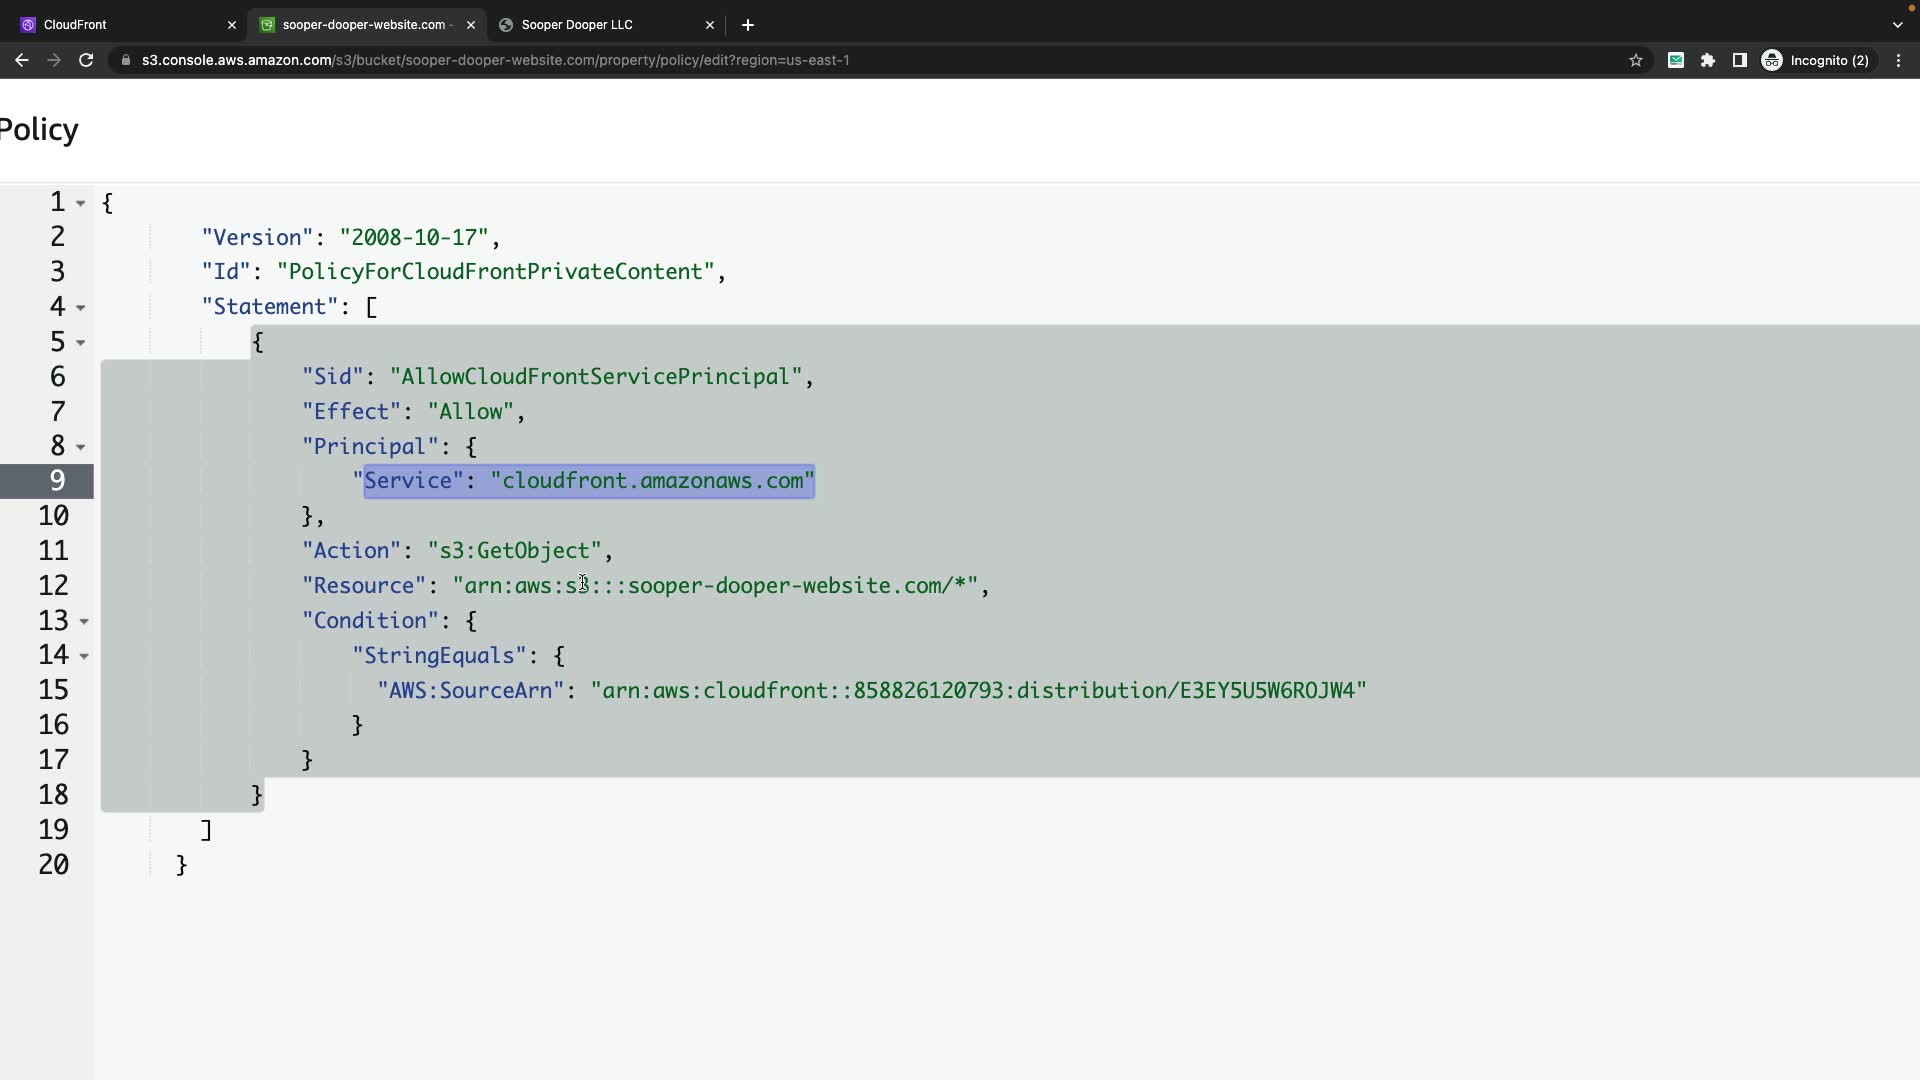 CloudFront
sooper-dooper-website.com -
Sooper Dooper LLC
s3.console.aws.amazon.com/s3/bucket/sooper-dooper-website.com/property/policy/edit?region=us-east-1
Incognito (2)
Policy
1 {
2 "Version": "2008-10-17",
3 "Id": "PolicyForCloudFrontPrivateContent",
4 "Statement": [
5 {
6 "Sid": "AllowCloudFrontServicePrincipal",
7 "Effect": "Allow",
8 "Principal": {
9 "Service": "cloudfront.amazonaws.com"
10 },
11 "Action": "s3:GetObject",
12 "Resource": "arn:aws:s3:::sooper-dooper-website.com/*",
13 "Condition": {
14 "StringEquals": {
15 "AWS:SourceArn": "arn:aws:cloudfront::858826120793:distribution/E3EY5U5W6ROJW4"
16 }
17 }
18 }
19 ]
20 }